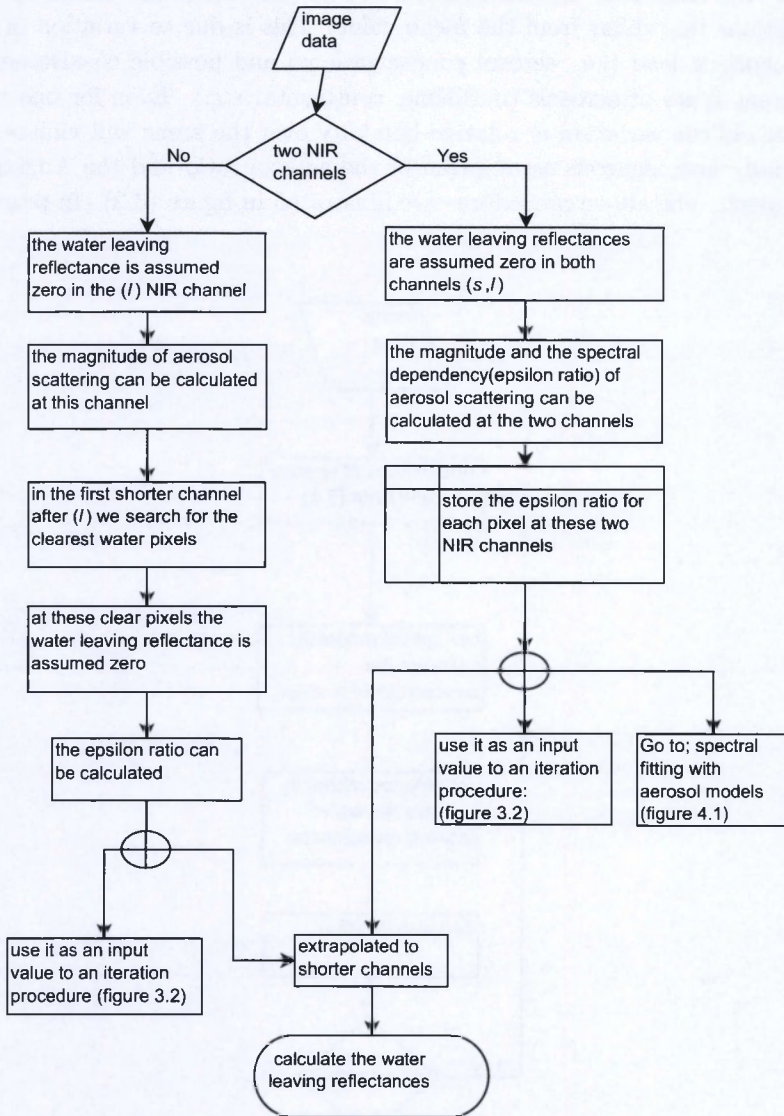 image
data
two NIR
channels
No
Yes
the water leaving
reflectance is assumed
zero in the (l) NIR channel
the magnitude of aerosol
scattering can be calculated
at this channel
in the first shorter channel
after (l) we search for the
clearest water pixels
at these clear pixels the
water leaving reflectance is
assumed zero
the epsilon ratio can
be calculated
use it as an input
value to an iteration
procedure (figure 3.2)
the water leaving reflectances
are assumed zero in both
channels (s,l)
the magnitude and the spectral
dependency(epsilon ratio) of
aerosol scattering can be
calculated at the two channels
store the epsilon ratio for
each pixel at these two
NIR channels
use it as an input
value to an iteration
procedure:
(figure 3.2)
Go to; spectral
fitting with
aerosol models
(figure 4.1)
extrapolated to
shorter channels
calculate the water
leaving reflectances